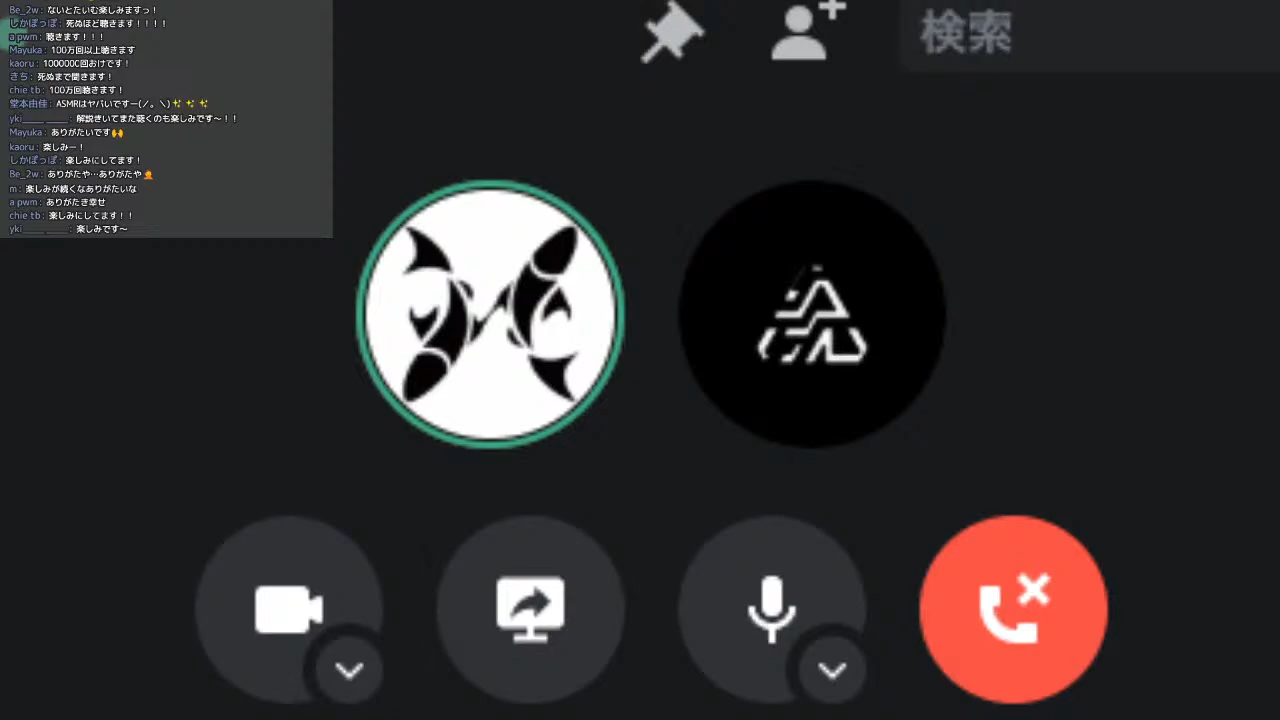 Be_2w: ないとたいむ楽しみますっ!
しかぽっぽ: 死ぬほど聴きます!!!!
a pwm: 聴きます!!!
Mayuka: 100万回以上聴きます
kaoru: 100000C回おけです!
きち: 死ぬまで聞きます!
chie tb: 100万回聴きます!
堂本由佳: ASMRはヤバいですー(ノ。\)✨✨✨
yki____ ____: 解説きいてまた聴くのも楽しみです〜!!
Mayuka: ありがたいです🙌
kaoru: 楽しみー!
しかぽっぽ: 楽しみにしてます!
Be_2w: ありがたや…ありがたや
m: 楽しみが続くなありがたいな
a pwm: ありがたき幸せ
chie tb: 楽しみにしてます!!
yki____ ____: 楽しみです〜
検索